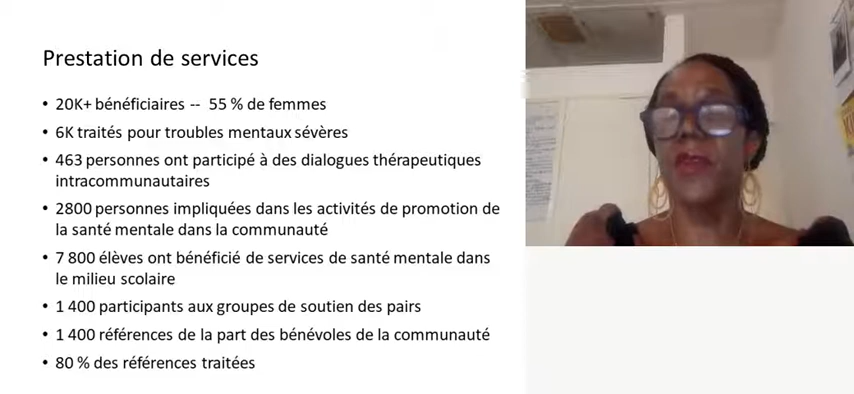 Prestation de services
• 20K+ bénéficiaires -- 55 % de femmes
• 6K traités pour troubles mentaux sévères
• 463 personnes ont participé à des dialogues thérapeutiques
intracommunautaires
• 2800 personnes impliquées dans les activités de promotion de
la santé mentale dans la communauté
• 7 800 élèves ont bénéficié de services de santé mentale dans
le milieu scolaire
• 1 400 participants aux groupes de soutien des pairs
• 1 400 références de la part des bénévoles de la communauté
• 80 % des références traitées